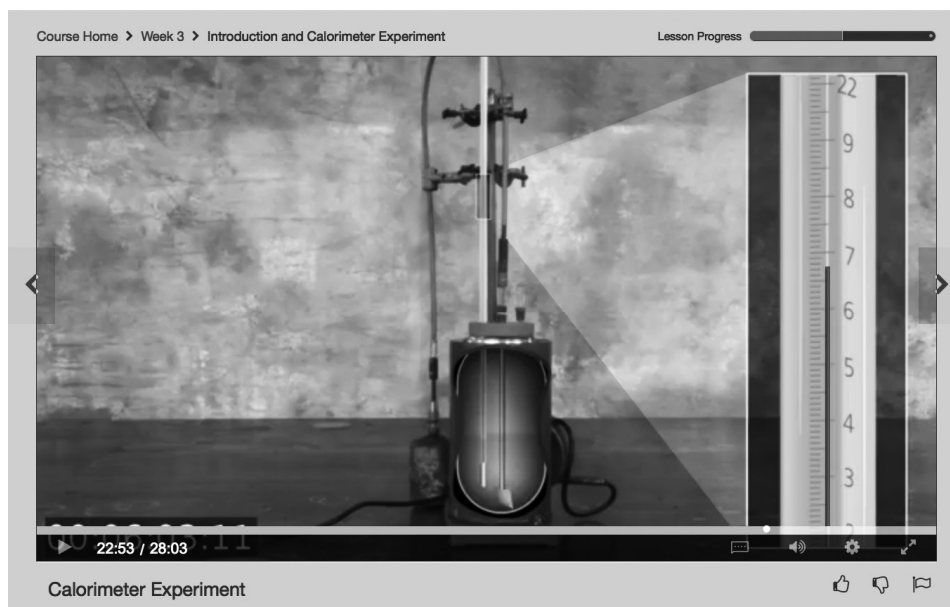 Course Home > Week 3 > Introduction and Calorimeter Experiment
Lesson Progress
22
9
8
7
6
5
4
3
22:53 / 28:03
Calorimeter Experiment